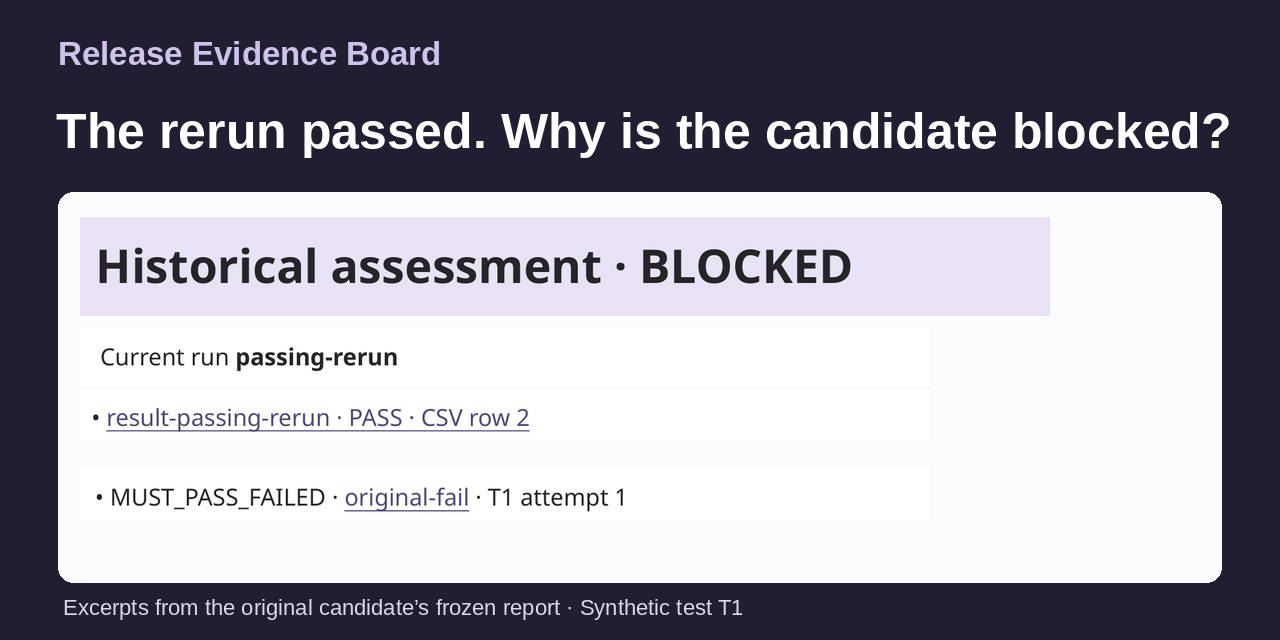 Release Evidence Board
The rerun passed. Why is the candidate blocked?
Historical assessment · BLOCKED
Current run passing-rerun
• result-passing-rerun · PASS · CSV row 2
• MUST_PASS_FAILED · original-fail · T1 attempt 1
Excerpts from the original candidate’s frozen report · Synthetic test T1